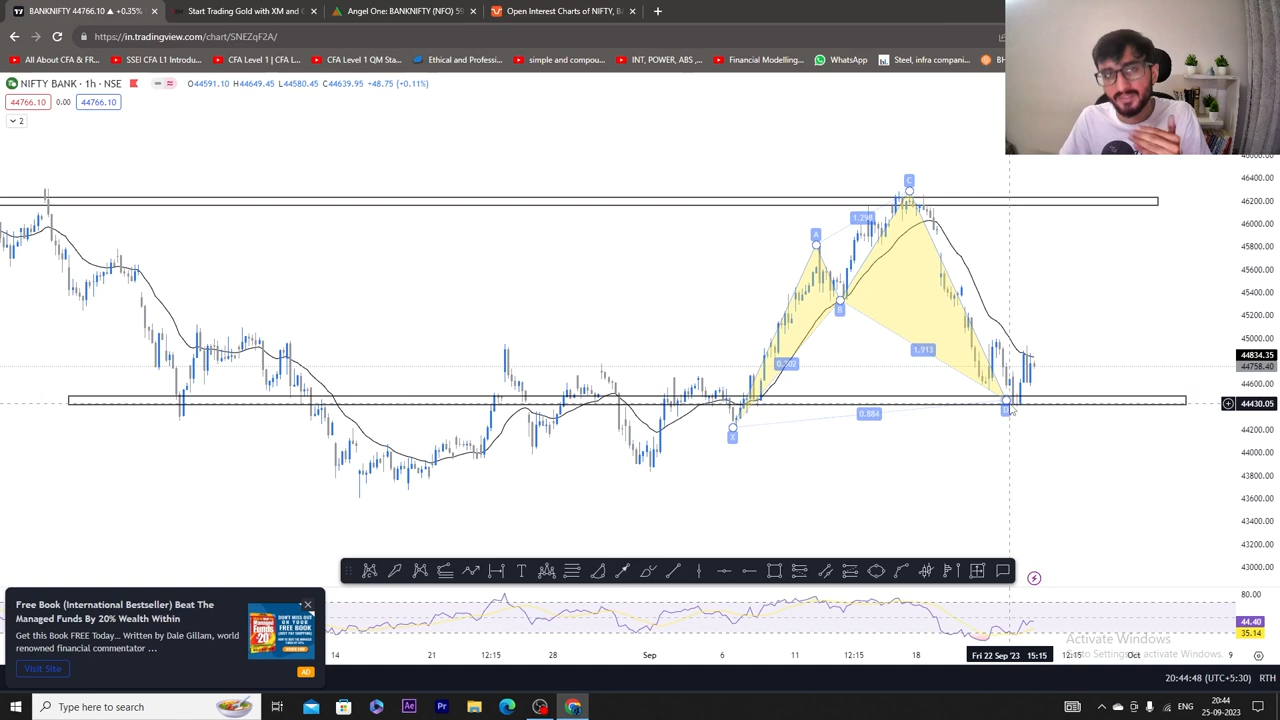 BANKNIFTY 44766.10 ▲ +0.35%
Start Trading Gold with XM and C
Angel One: BANKNIFTY (NFO) 59
Open Interest Charts of NIFTY, B
in.tradingview.com/chart/SNEZqF2A/
All About CFA & FR...
SSEI CFA L1 Introdu...
CFA Level 1 | CFA L...
CFA Level 1 QM Sta...
Ethical and Profess...
simple and compou...
INT, POWER, ABS ,...
Financial Modelling...
WhatsApp
Steel, infra compani...
BH
NIFTY BANK · 1h · NSE
O44591.10 H44649.45 L44580.45 C44639.95 +48.75 (+0.11%)
44766.10 0.00 44766.10
2
46400.00
46200.00
46000.00
45800.00
45600.00
45400.00
45200.00
45000.00
44834.35
44758.40
44600.00
44430.05
44200.00
44000.00
43800.00
43600.00
43400.00
43200.00
43000.00
C
1.298
A
B
1.913
0.884
X
D
80.00
44.40
35.14
Free Book (International Bestseller) Beat The
Managed Funds By 20% Wealth Within
Get this Book FREE Today... Written by Dale Gillam, world
renowned financial commentator ...
Visit Site
AD
Activate Windows
Go to Settings to activate Windows.
14
21
12:15
28
Sep
6
12:15
18
Fri 22 Sep '23 15:15
12:15
Oct
9
20:44:48 (UTC+5:30)
RTH
Type here to search
20:44
25-09-2023